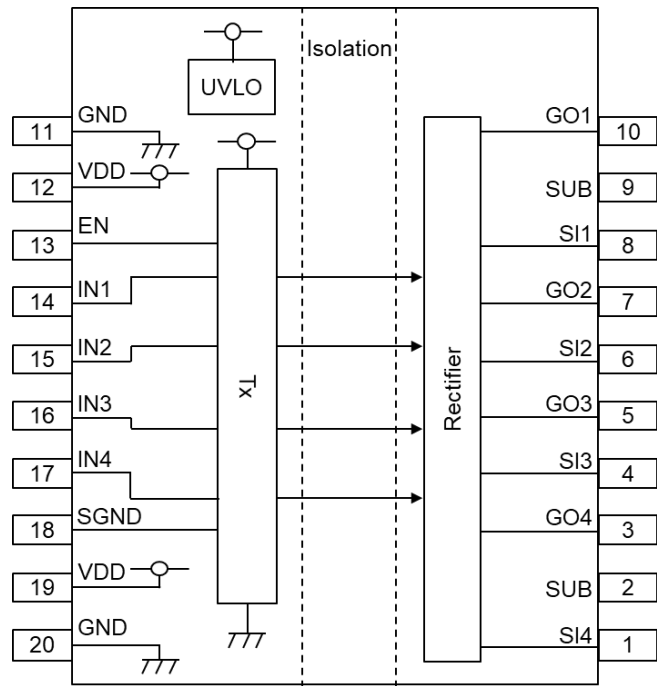 Isolation
UVLO
11 GND
12 VDD
13 EN
14 IN1
15 IN2
16 IN3
17 IN4
18 SGND
19 VDD
20 GND
Tx
Rectifier
GO1 10
SUB 9
SI1 8
GO2 7
SI2 6
GO3 5
SI3 4
GO4 3
SUB 2
SI4 1